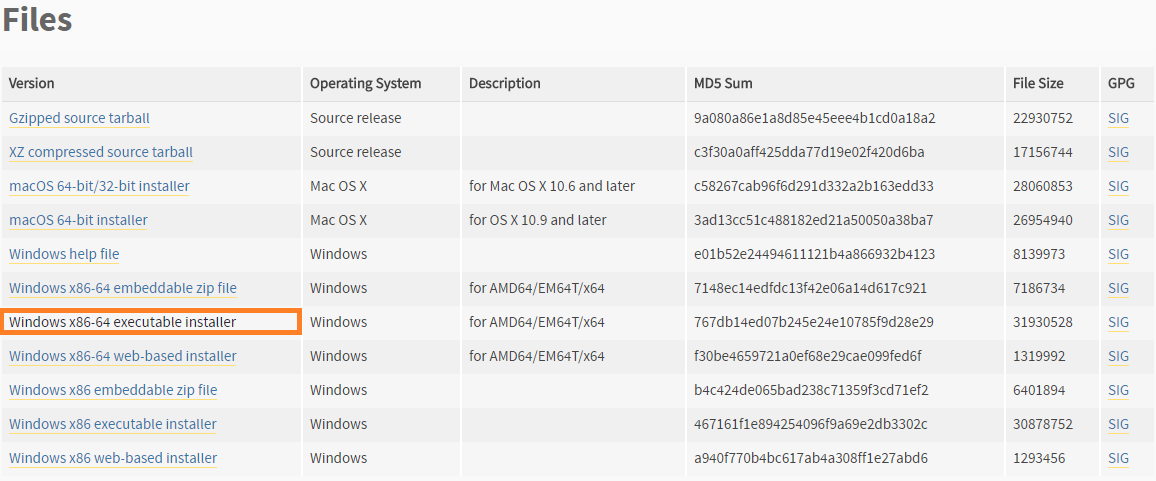 Files
Version Operating System Description MD5 Sum File Size GPG
Gzipped source tarball Source release 9a080a86e1a8d85e45eee4b1cd0a18a2 22930752 SIG
XZ compressed source tarball Source release c3f30a0aff425dda77d19e02f420d6ba 17156744 SIG
macOS 64-bit/32-bit installer Mac OS X for Mac OS X 10.6 and later c58267cab96f6d291d332a2b163edd33 28060853 SIG
macOS 64-bit installer Mac OS X for OS X 10.9 and later 3ad13cc51c488182ed21a50050a38ba7 26954940 SIG
Windows help file Windows e01b52e24494611121b4a866932b4123 8139973 SIG
Windows x86-64 embeddable zip file Windows for AMD64/EM64T/x64 7148ec14edfdc13f42e06a14d617c921 7186734 SIG
Windows x86-64 executable installer Windows for AMD64/EM64T/x64 767db14ed07b245e24e10785f9d28e29 31930528 SIG
Windows x86-64 web-based installer Windows for AMD64/EM64T/x64 f30be4659721a0ef68e29cae099fed6f 1319992 SIG
Windows x86 embeddable zip file Windows b4c424de065bad238c71359f3cd71ef2 6401894 SIG
Windows x86 executable installer Windows 467161f1e894254096f9a69e2db3302c 30878752 SIG
Windows x86 web-based installer Windows a940f770b4bc617ab4a308ff1e27abd6 1293456 SIG